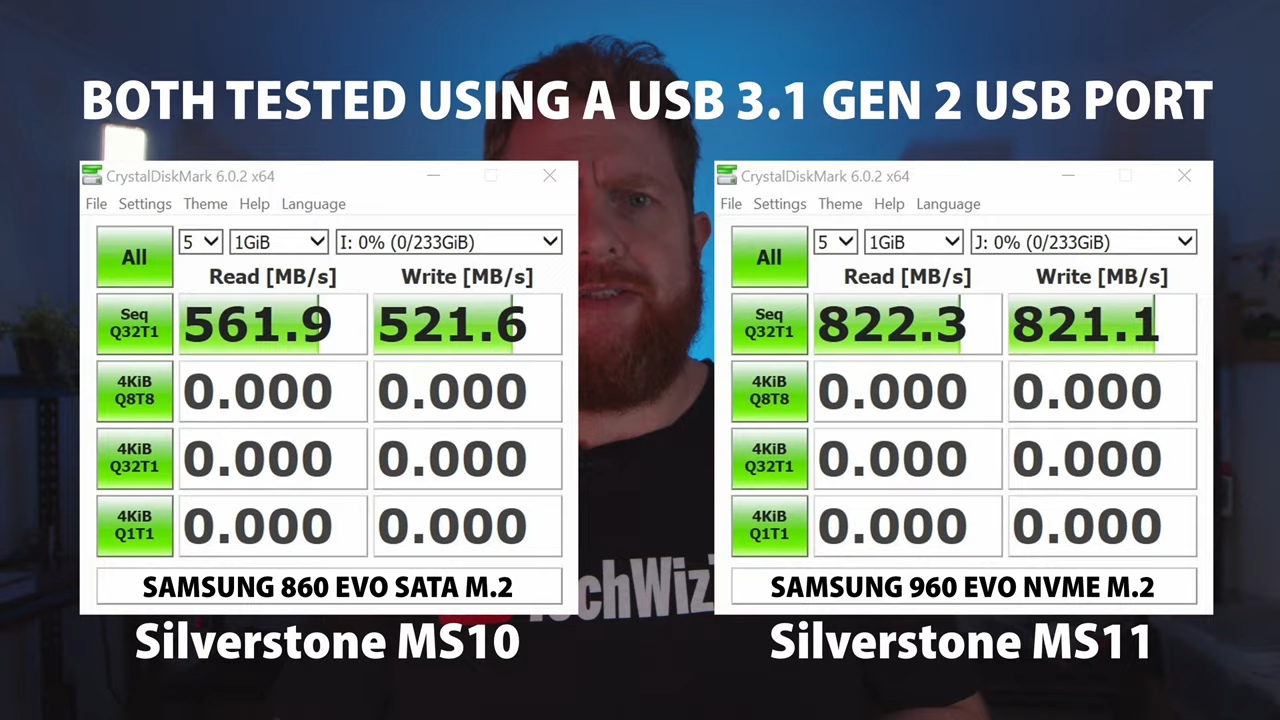 BOTH TESTED USING A USB 3.1 GEN 2 USB PORT
CrystalDiskMark 6.0.2 x64
File Settings Theme Help Language
All 5 1GiB I: 0% (0/233GiB)
Read [MB/s] Write [MB/s]
Seq Q32T1 561.9 521.6
4KiB Q8T8 0.000 0.000
4KiB Q32T1 0.000 0.000
4KiB Q1T1 0.000 0.000
SAMSUNG 860 EVO SATA M.2
Silverstone MS10
CrystalDiskMark 6.0.2 x64
File Settings Theme Help Language
All 5 1GiB J: 0% (0/233GiB)
Read [MB/s] Write [MB/s]
Seq Q32T1 822.3 821.1
4KiB Q8T8 0.000 0.000
4KiB Q32T1 0.000 0.000
4KiB Q1T1 0.000 0.000
SAMSUNG 960 EVO NVME M.2
Silverstone MS11